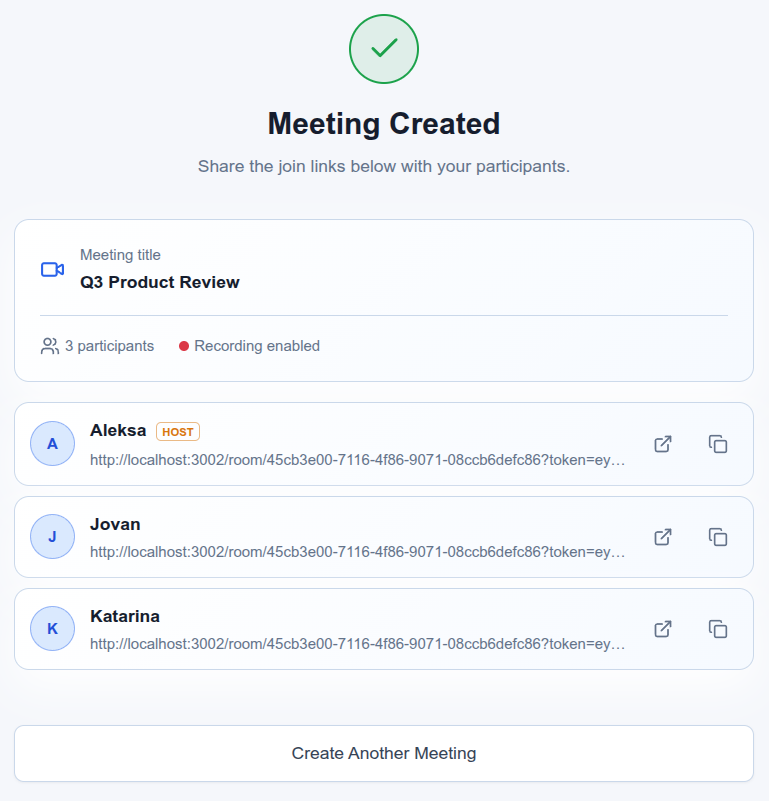 Meeting Created
Share the join links below with your participants.
Meeting title
Q3 Product Review
3 participants
Recording enabled
A
Aleksa HOST
http://localhost:3002/room/45cb3e00-7116-4f86-9071-08ccb6defc86?token=ey…
J
Jovan
http://localhost:3002/room/45cb3e00-7116-4f86-9071-08ccb6defc86?token=ey…
K
Katarina
http://localhost:3002/room/45cb3e00-7116-4f86-9071-08ccb6defc86?token=ey…
Create Another Meeting